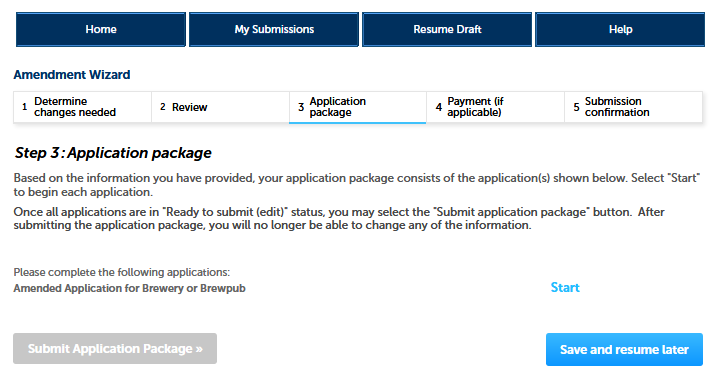 Home
My Submissions
Resume Draft
Help
Amendment Wizard
1 Determine
changes needed
2 Review
3 Application
package
4 Payment (if
applicable)
5 Submission
confirmation
Step 3: Application package
Based on the information you have provided, your application package consists of the application(s) shown below. Select "Start"
to begin each application.
Once all applications are in "Ready to submit (edit)" status, you may select the "Submit application package" button.  After
submitting the application package, you will no longer be able to change any of the information.
Please complete the following applications:
Amended Application for Brewery or Brewpub
Start
Submit Application Package »
Save and resume later